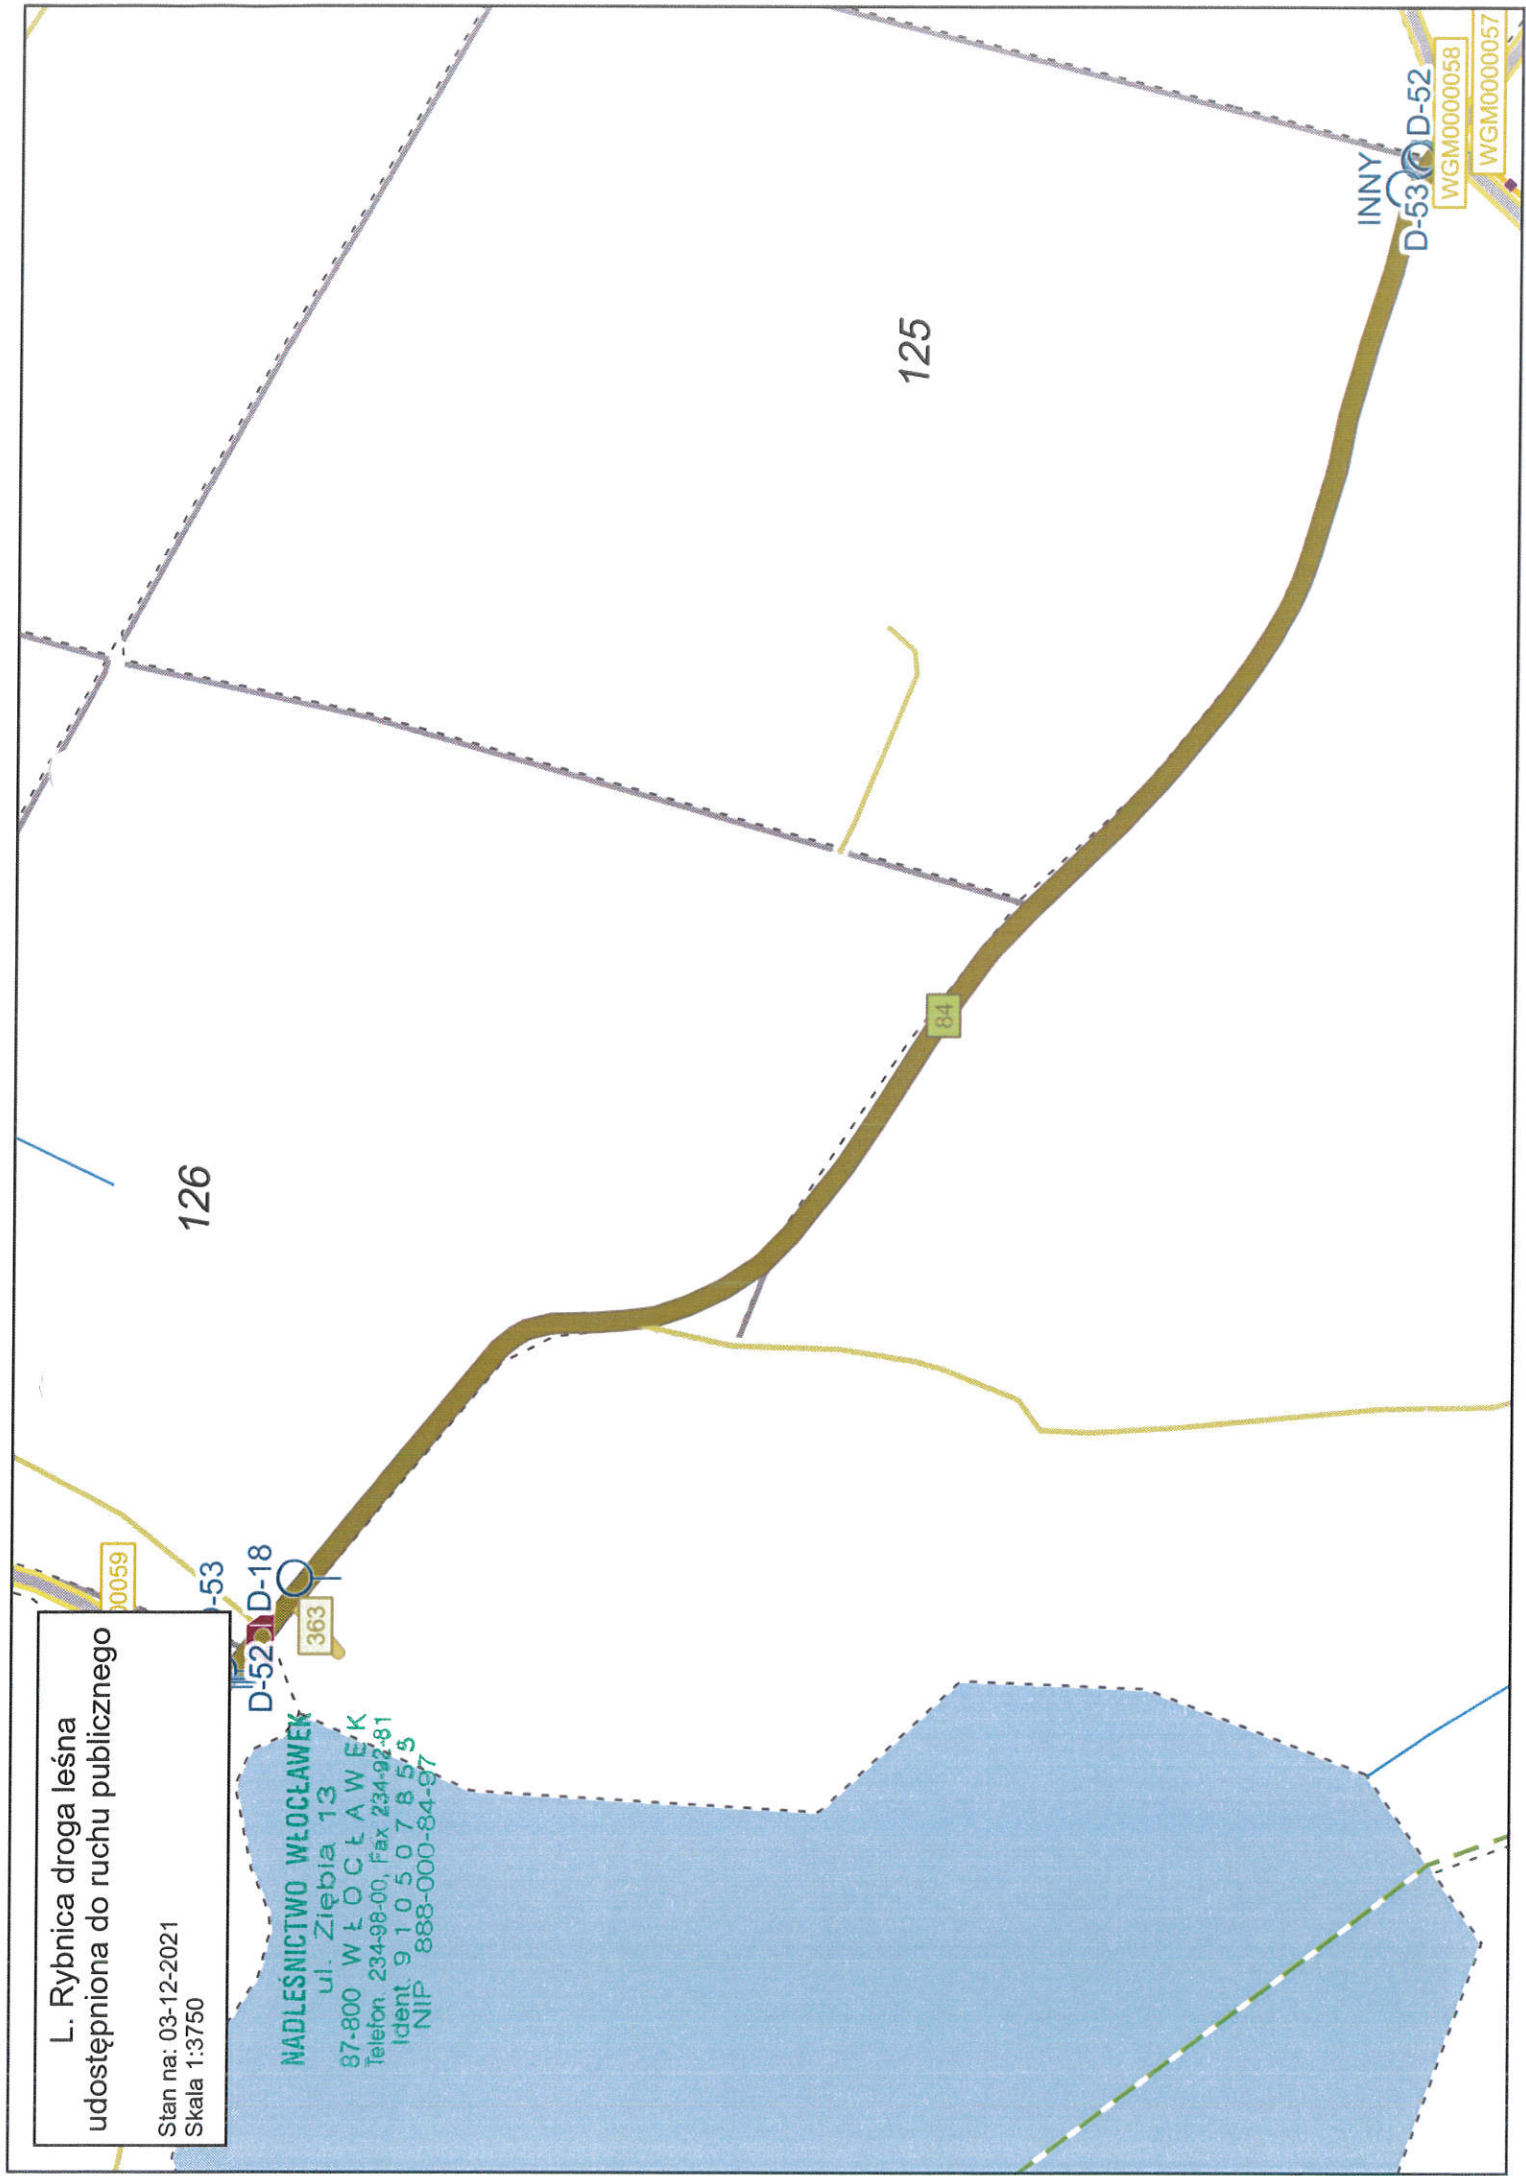 L. Rybnica droga leśna
udostępniona do ruchu publicznego
Stan na: 03-12-2021
Skala 1:3750
NADLEŚNICTWO WŁOCŁAWEK
ul. Ziębia 13
87-800 WŁOCŁAWEK
Telefon. 234-98-00, Fax 234-92-81
Ident. 910507855
NIP 888-000-84-97
00059
-53
D-18
D-52
363
126
84
125
INNY
D-53
D-52
WGM0000058
WGM0000057